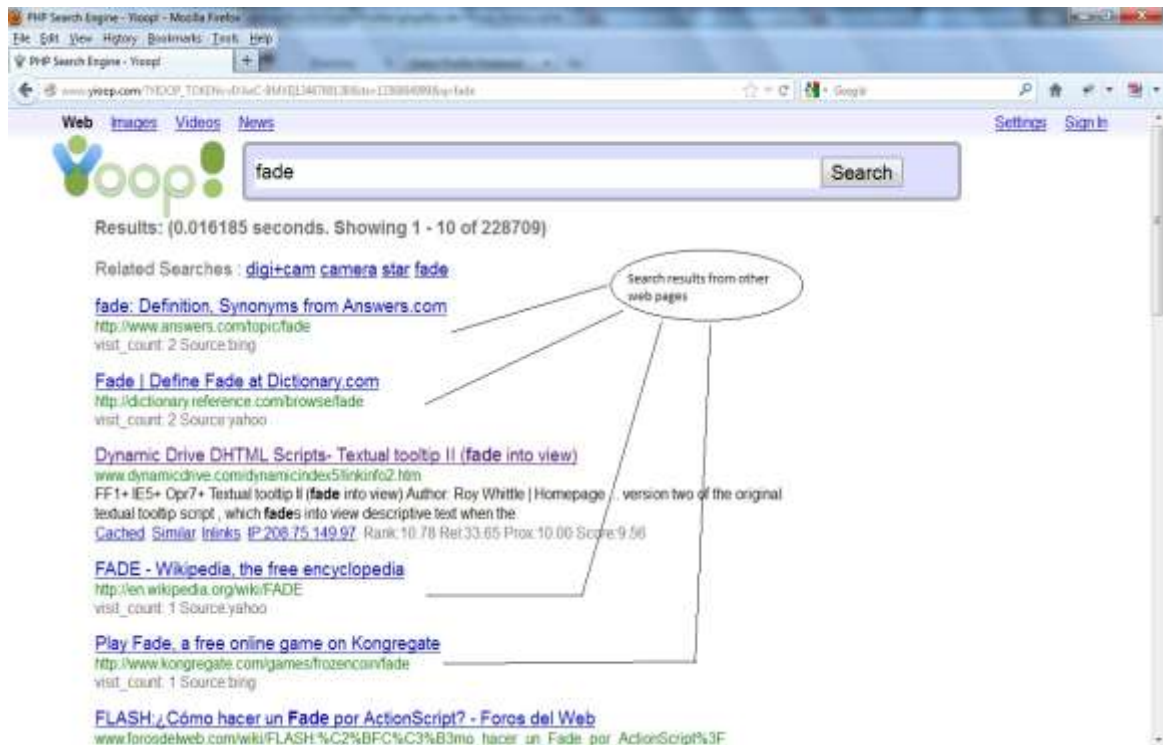 PHP Search Engine - Yioop! - Mozilla Firefox
File Edit View History Bookmarks Tools Help
PHP Search Engine - Yioop!
Google
Web Images Videos News
Settings Sign In
Yioop!
fade
Search
Results: (0.016185 seconds. Showing 1 - 10 of 228709)
Related Searches : digi+cam camera star fade
Search results from other
web pages
fade: Definition, Synonyms from Answers.com
http://www.answers.com/topic/fade
visit_count: 2 Source:bing
Fade | Define Fade at Dictionary.com
http://dictionary.reference.com/browse/fade
visit_count: 2 Source:yahoo
Dynamic Drive DHTML Scripts- Textual tooltip II (fade into view)
www.dynamicdrive.com/dynamicindex5/linkinfo2.htm
FF1+ IE5+ Opr7+ Textual tooltip II (fade into view) Author: Roy Whittle | Homepage /.. version two of the original
textual tooltip script , which fades into view descriptive text when the
Cached Similar Inlinks IP:208.75.149.97 Rank:10.78 Rel:33.65 Prox:10.00 Score:9.56
FADE - Wikipedia, the free encyclopedia
http://en.wikipedia.org/wiki/FADE
visit_count: 1 Source:yahoo
Play Fade, a free online game on Kongregate
http://www.kongregate.com/games/frozencoin/fade
visit_count: 1 Source:bing
FLASH:¿Cómo hacer un Fade por ActionScript? - Foros del Web
www.forosdelweb.com/wiki/FLASH:%C2%BFC%C3%B3mo_hacer_un_Fade_por_ActionScript%3F